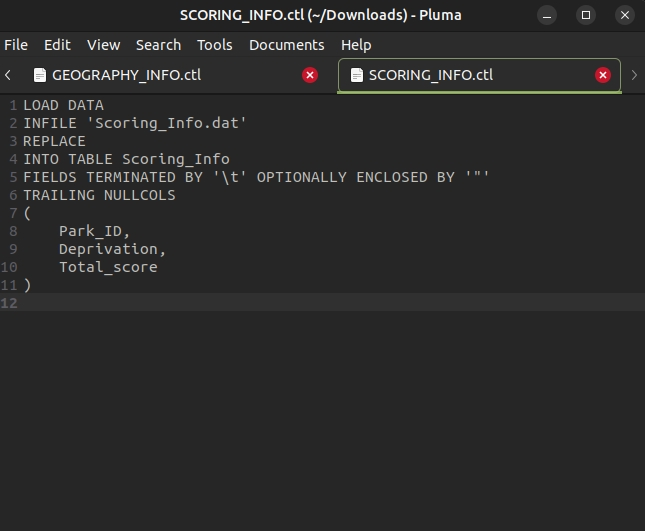 SCORING_INFO.ctl (~/Downloads) - Pluma
File Edit View Search Tools Documents Help
GEOGRAPHY_INFO.ctl SCORING_INFO.ctl
1 LOAD DATA
2 INFILE 'Scoring_Info.dat'
3 REPLACE
4 INTO TABLE Scoring_Info
5 FIELDS TERMINATED BY '\t' OPTIONALLY ENCLOSED BY '"'
6 TRAILING NULLCOLS
7 (
8     Park_ID,
9     Deprivation,
10     Total_score
11 )
12